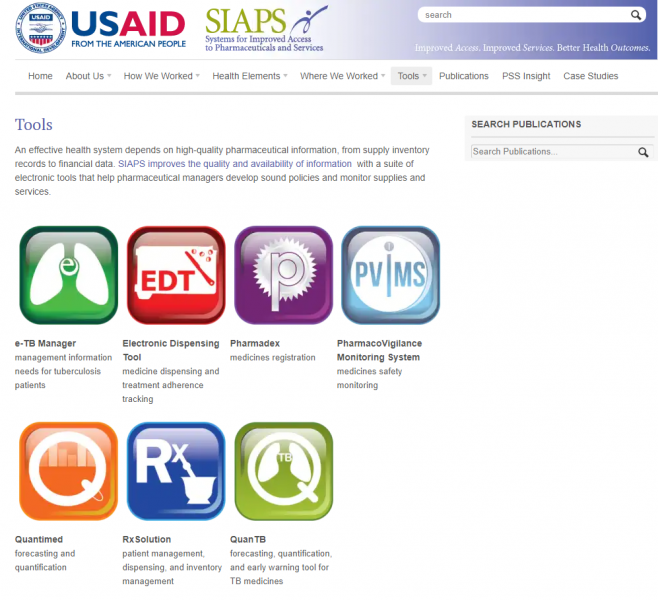 UNITED STATES AGENCY
USAID
INTERNATIONAL DEVELOPMENT
USAID
FROM THE AMERICAN PEOPLE
SIAPS
Systems for Improved Access
to Pharmaceuticals and Services
search
Improved Access. Improved Services. Better Health Outcomes.
Home About Us How We Worked Health Elements Where We Worked Tools Publications PSS Insight Case Studies
Tools
An effective health system depends on high-quality pharmaceutical information, from supply inventory
records to financial data. SIAPS improves the quality and availability of information with a suite of
electronic tools that help pharmaceutical managers develop sound policies and monitor supplies and
services.
SEARCH PUBLICATIONS
Search Publications...
e
EDT
p
PViMS
e-TB Manager
management information
needs for tuberculosis
patients
Electronic Dispensing
Tool
medicine dispensing and
treatment adherence
tracking
Pharmadex
medicines registration
PharmacoVigilance
Monitoring System
medicines safety
monitoring
Q
Rx
TB
Q
Quantimed
forecasting and
quantification
RxSolution
patient management,
dispensing, and inventory
management
QuanTB
forecasting, quantification,
and early warning tool for
TB medicines